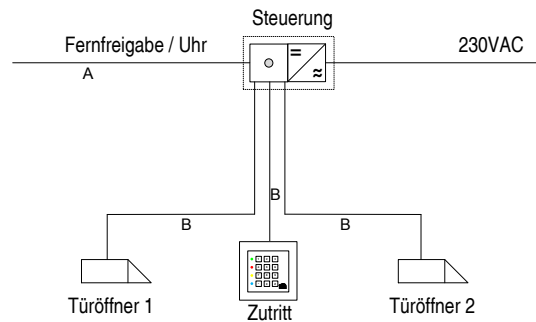 Steuerung
Fernfreigabe / Uhr
230VAC
=
≈
A
B
B
B
Türöffner 1
Zutritt
Türöffner 2